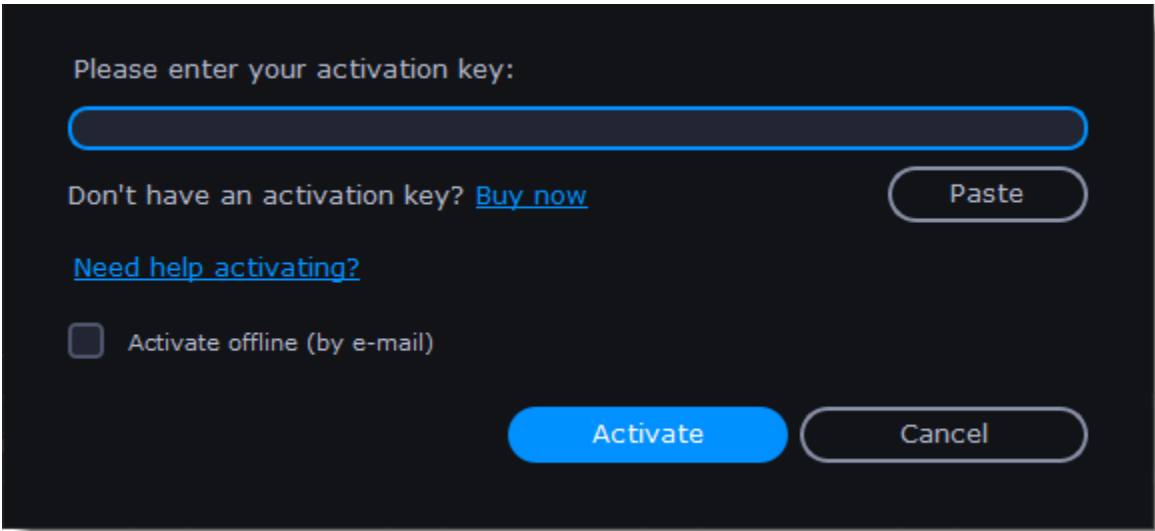 Please enter your activation key:
Don't have an activation key? Buy now
Paste
Need help activating?
Activate offline (by e-mail)
Activate
Cancel